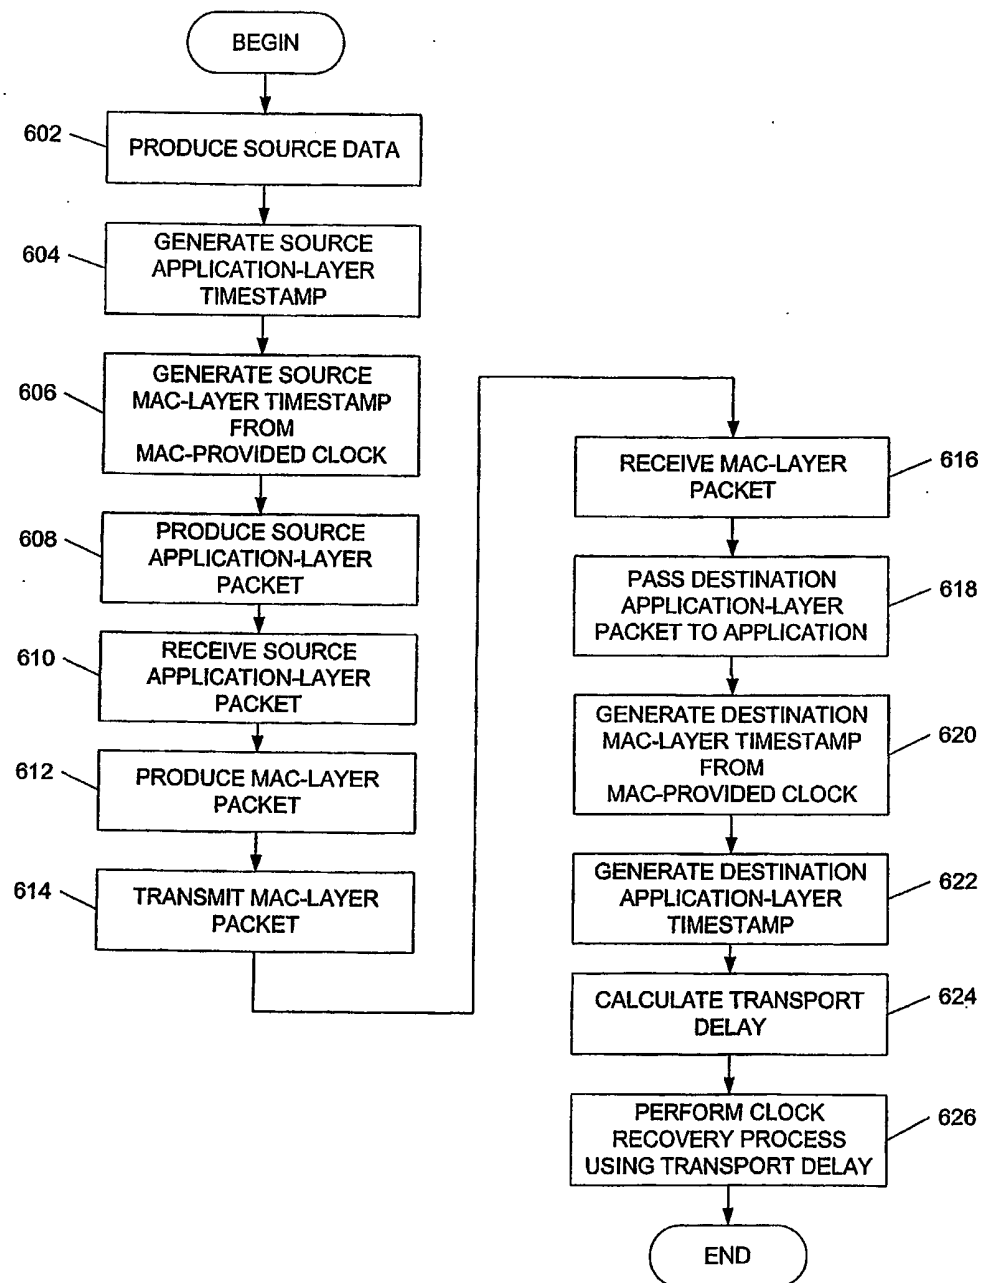 BEGIN
602
PRODUCE SOURCE DATA
604
GENERATE SOURCE
APPLICATION-LAYER
TIMESTAMP
606
GENERATE SOURCE
MAC-LAYER TIMESTAMP
FROM
MAC-PROVIDED CLOCK
608
PRODUCE SOURCE
APPLICATION-LAYER
PACKET
610
RECEIVE SOURCE
APPLICATION-LAYER
PACKET
612
PRODUCE MAC-LAYER
PACKET
614
TRANSMIT MAC-LAYER
PACKET
RECEIVE MAC-LAYER
PACKET
616
PASS DESTINATION
APPLICATION-LAYER
PACKET TO APPLICATION
618
GENERATE DESTINATION
MAC-LAYER TIMESTAMP
FROM
MAC-PROVIDED CLOCK
620
GENERATE DESTINATION
APPLICATION-LAYER
TIMESTAMP
622
CALCULATE TRANSPORT
DELAY
624
PERFORM CLOCK
RECOVERY PROCESS
USING TRANSPORT DELAY
626
END